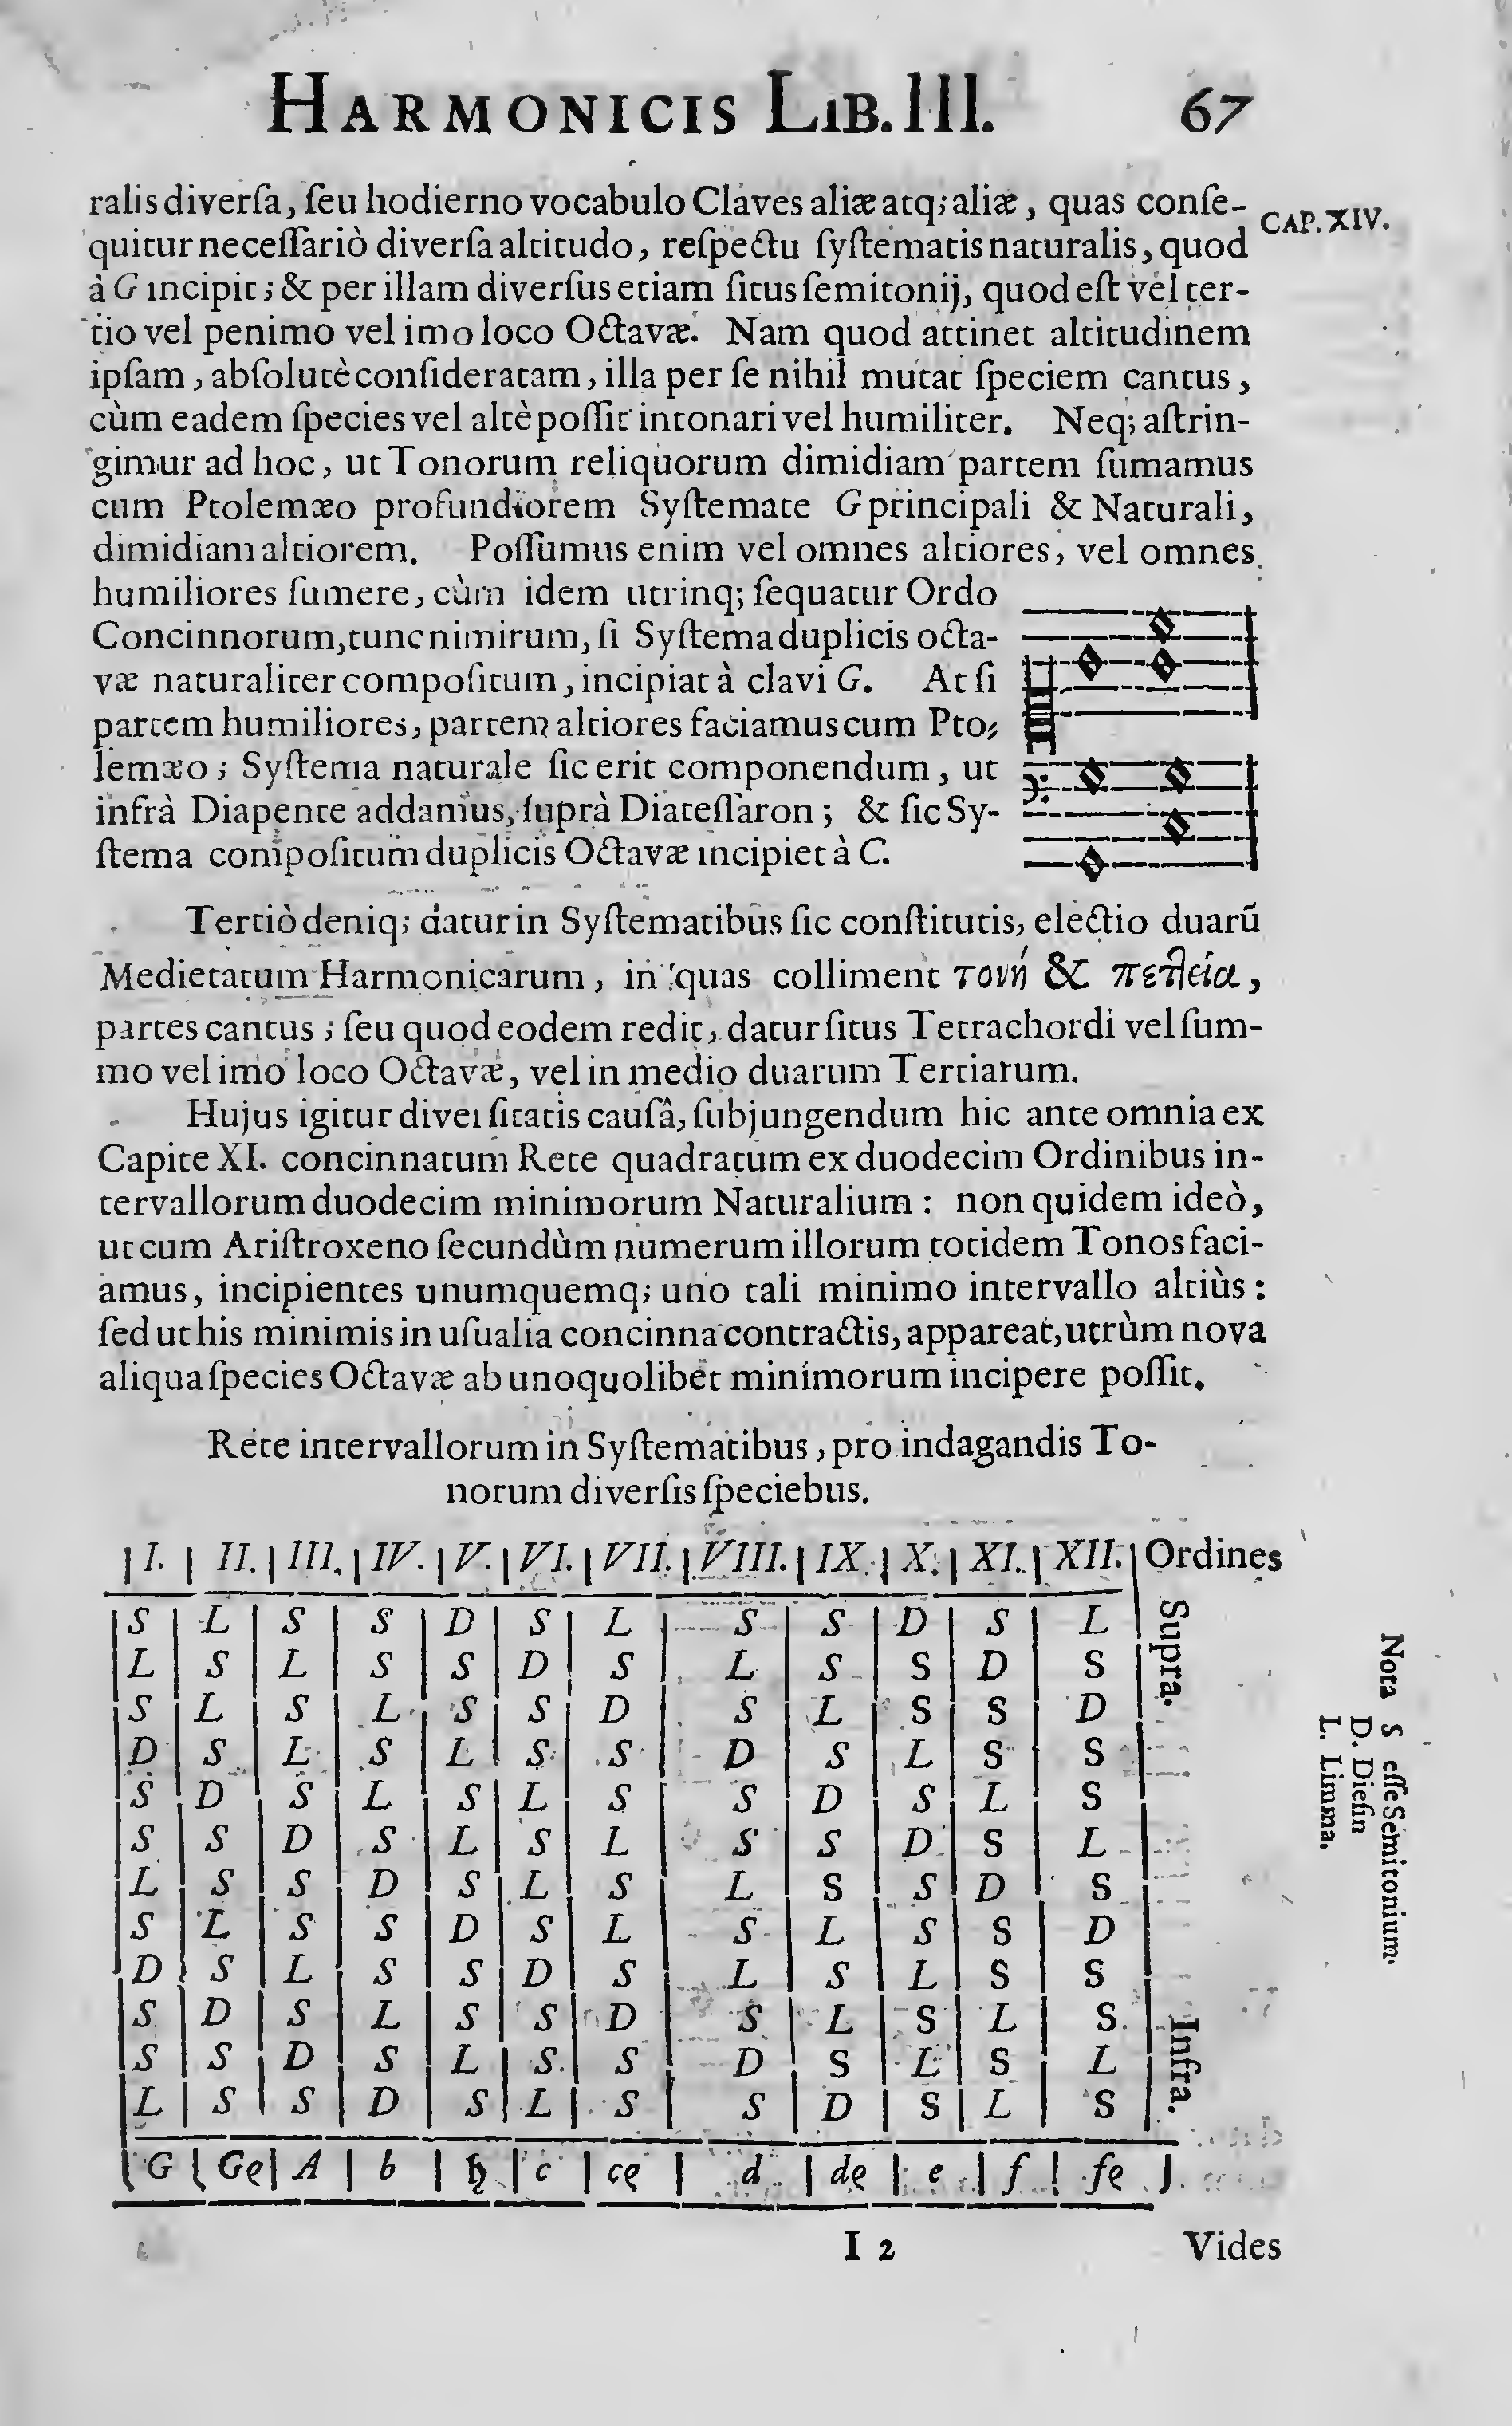 HARMONICIS LIB. III. 67
CAP. XIV.
ralis diverſa, ſeu hodierno vocabulo Claves aliæ atq; aliæ, quas conſe-
quitur neceſſariò diverſa altitudo, reſpectu ſyſtematis naturalis, quod
à G incipit; & per illam diverſus etiam ſitus ſemitonij, quod eſt vel ter-
tio vel penimo vel imo loco Octavæ. Nam quod attinet altitudinem
ipſam, abſolutè conſideratam, illa per ſe nihil mutat ſpeciem cantus,
cùm eadem ſpecies vel altè poſſit intonari vel humiliter. Neq; aſtrin-
gimur ad hoc, ut Tonorum reliquorum dimidiam partem ſumamus
cum Ptolemæo profundiorem Syſtemate G principali & Naturali,
dimidiam altiorem. Poſſumus enim vel omnes altiores, vel omnes
humiliores ſumere, cùm idem utrinq; ſequatur Ordo
Concinnorum, tunc nimirum, ſi Syſtema duplicis octa-
væ naturaliter compoſitum, incipiat à clavi G. At ſi
partem humiliores, partem altiores faciamus cum Pto-
lemæo; Syſtema naturale ſic erit componendum, ut
infrà Diapente addamus, ſuprà Diateſſaron; & ſic Sy-
ſtema compoſitum duplicis Octavæ incipiet à C.
Tertiò deniq; datur in Syſtematibus ſic conſtitutis, electio duarū
Medietatum Harmonicarum, in quas colliment τονή & πετ̃λεία,
partes cantus; ſeu quod eodem redit, datur ſitus Tetrachordi vel ſum-
mo vel imo loco Octavæ, vel in medio duarum Tertiarum.
Hujus igitur diverſitatis cauſâ, ſubjungendum hic ante omnia ex
Capite XI. concinnatum Rete quadratum ex duodecim Ordinibus in-
tervallorum duodecim minimorum Naturalium: non quidem ideò,
ut cum Ariſtroxeno ſecundùm numerum illorum totidem Tonos faci-
amus, incipientes unumquemq; uno tali minimo intervallo altiùs:
ſed ut his minimis in uſualia concinna contractis, appareat, utrùm nova
aliqua ſpecies Octavæ ab uno quolibet minimorum incipere poſſit.
Rete intervallorum in Syſtematibus, pro indagandis To-
norum diverſis ſpeciebus.
| I. | II. | III. | IV. | V. | VI. | VII. | VIII. | IX. | X. | XI. | XII. | Ordines
S | L | S | S | D | S | L | S | S | D | S | L
L | S | L | S | S | D | S | L | S | S | D | S
S | L | S | L | S | S | D | S | L | S | S | D
D | S | L | S | L | S | S | D | S | L | S | S
S | D | S | L | S | L | S | S | D | S | L | S
S | S | D | S | L | S | L | S | S | D | S | L
L | S | S | D | S | L | S | L | S | S | D | S
S | L | S | S | D | S | L | S | L | S | S | D
D | S | L | S | S | D | S | L | S | L | S | S
S | D | S | L | S | S | D | S | L | S | L | S
S | S | D | S | L | S | S | D | S | L | S | L
L | S | S | D | S | L | S | S | D | S | L | S
| G | Gę | A | b | ♮ | c | cę | d | dę | e | f | fę |
Supra.
Infra.
Nota S eſſe Semitonium.
D. Dieſin
L. Limma.
I 2 Vides